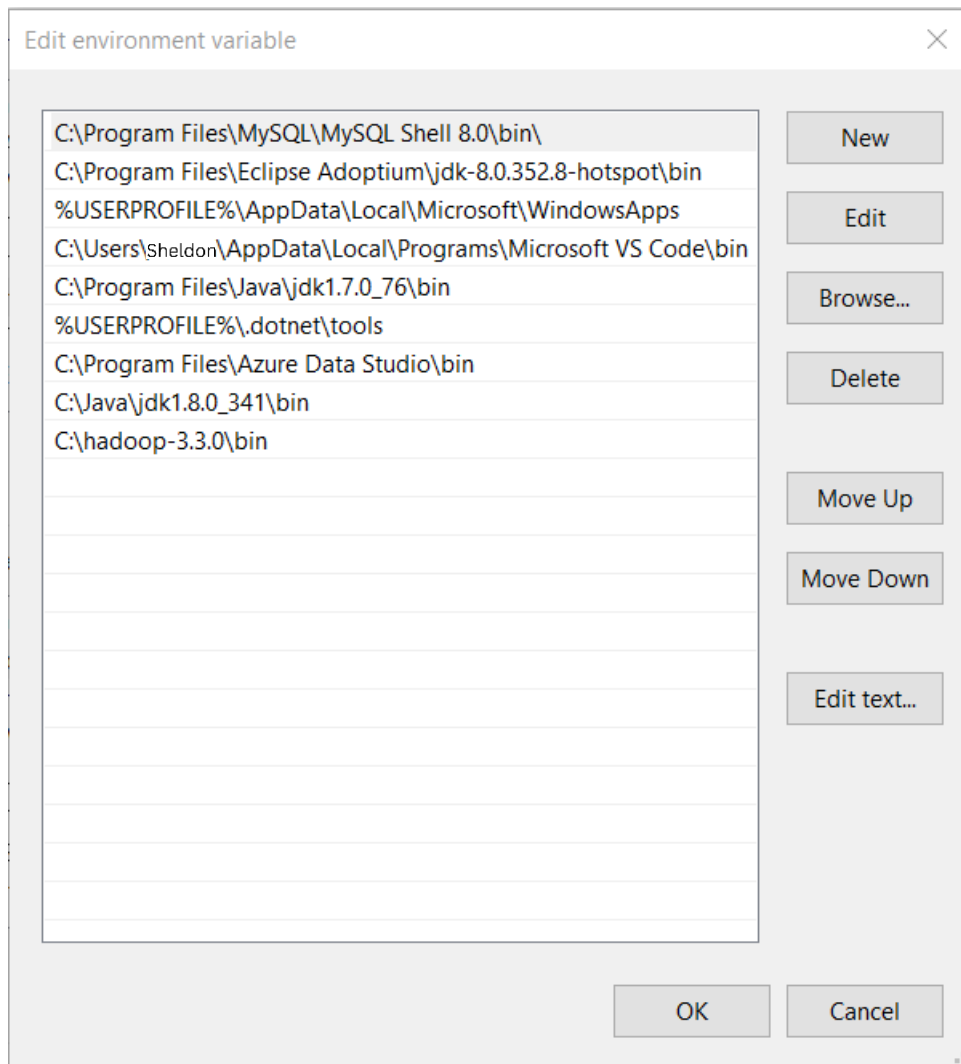 Edit environment variable
C:\Program Files\MySQL\MySQL Shell 8.0\bin\
New
C:\Program Files\Eclipse Adoptium\jdk-8.0.352.8-hotspot\bin
%USERPROFILE%\AppData\Local\Microsoft\WindowsApps
Edit
C:\Users\Sheldon\AppData\Local\Programs\Microsoft VS Code\bin
C:\Program Files\Java\jdk1.7.0_76\bin
Browse...
%USERPROFILE%\.dotnet\tools
C:\Program Files\Azure Data Studio\bin
Delete
C:\Java\jdk1.8.0_341\bin
C:\hadoop-3.3.0\bin
Move Up
Move Down
Edit text...
OK
Cancel